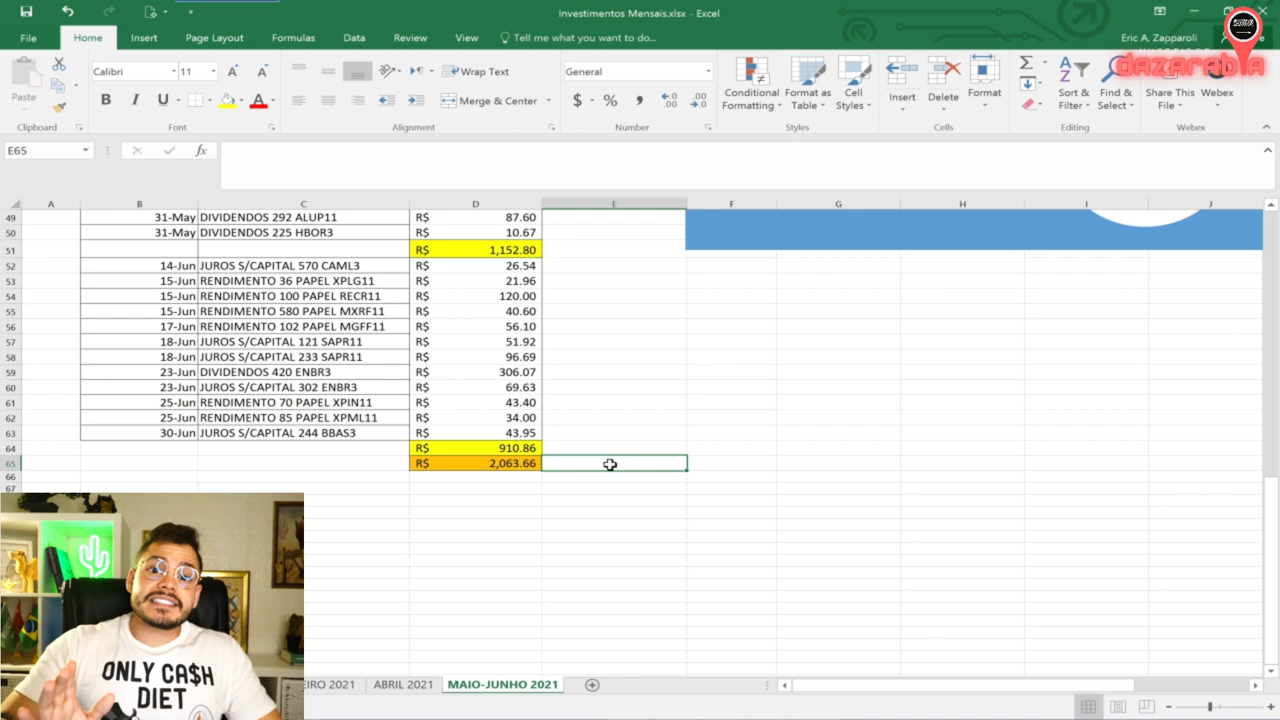 Investimentos Mensais.xlsx - Excel
File Home Insert Page Layout Formulas Data Review View Tell me what you want to do... Eric A. Zapparoli
dazarabia
Calibri 11 Wrap Text General
Paste B I U Merge & Center $ % Conditional Formatting Format as Table Cell Styles Insert Delete Format Sort & Filter Find & Select Share This File Webex
Clipboard Font Alignment Number Styles Cells Editing Webex
E65 fx
A B C D E F G H I J
49 31-May DIVIDENDOS 292 ALUP11 R$ 87.60
50 31-May DIVIDENDOS 225 HBOR3 R$ 10.67
51 R$ 1,152.80
52 14-Jun JUROS S/CAPITAL 570 CAML3 R$ 26.54
53 15-Jun RENDIMENTO 36 PAPEL XPLG11 R$ 21.96
54 15-Jun RENDIMENTO 100 PAPEL RECR11 R$ 120.00
55 15-Jun RENDIMENTO 580 PAPEL MXRF11 R$ 40.60
56 17-Jun RENDIMENTO 102 PAPEL MGFF11 R$ 56.10
57 18-Jun JUROS S/CAPITAL 121 SAPR11 R$ 51.92
58 18-Jun JUROS S/CAPITAL 233 SAPR11 R$ 96.69
59 23-Jun DIVIDENDOS 420 ENBR3 R$ 306.07
60 23-Jun JUROS S/CAPITAL 302 ENBR3 R$ 69.63
61 25-Jun RENDIMENTO 70 PAPEL XPIN11 R$ 43.40
62 25-Jun RENDIMENTO 85 PAPEL XPML11 R$ 34.00
63 30-Jun JUROS S/CAPITAL 244 BBAS3 R$ 43.95
64 R$ 910.86
65 R$ 2,063.66
66
67
ONLY CA$H
DIET
EIRO 2021 ABRIL 2021 MAIO-JUNHO 2021